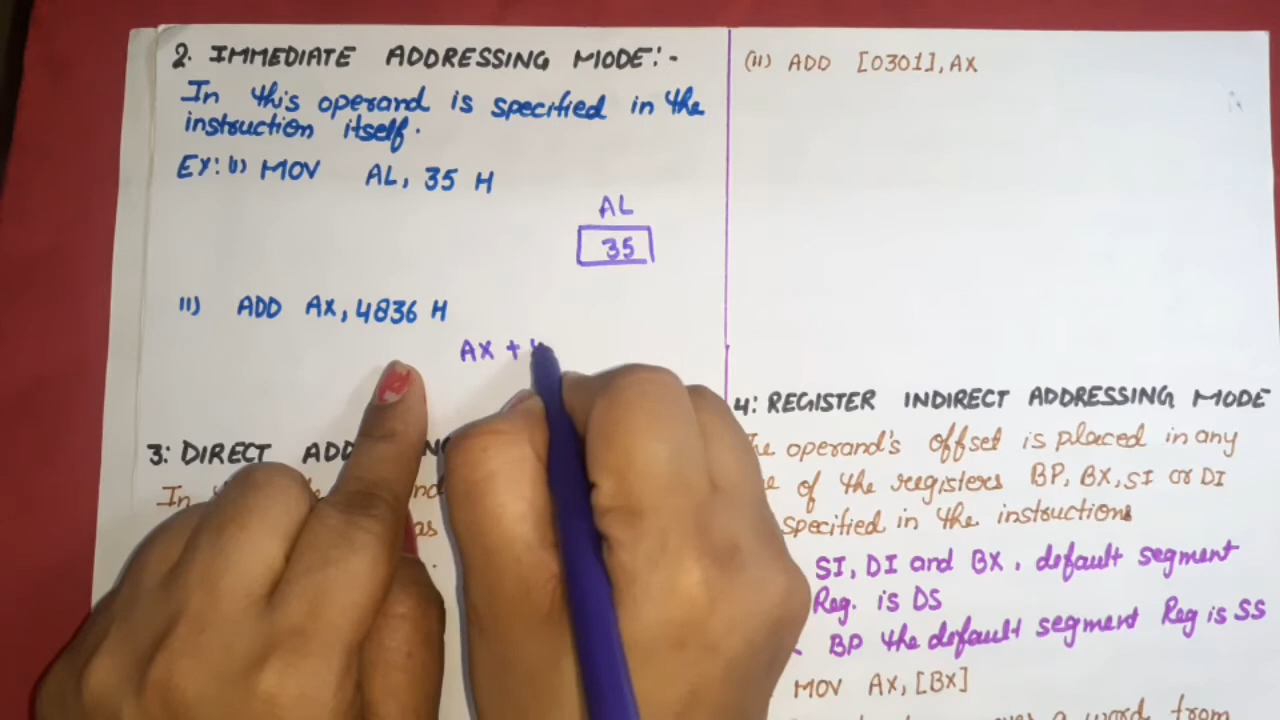 2. IMMEDIATE ADDRESSING MODE:-
In this operand is specified in the
instruction itself.
EX: (i) MOV AL, 35 H
AL
35
(ii) ADD AX, 4836 H
AX +
3: DIRECT
In
as
(ii) ADD [0301], AX
4: REGISTER INDIRECT ADDRESSING MODE
operand's offset is placed in any
of the registers BP, BX, SI or DI
specified in the instructions
SI, DI and BX, default segment
Reg. is DS
BP the default segment Reg is SS
MOV AX, [BX]
a word from